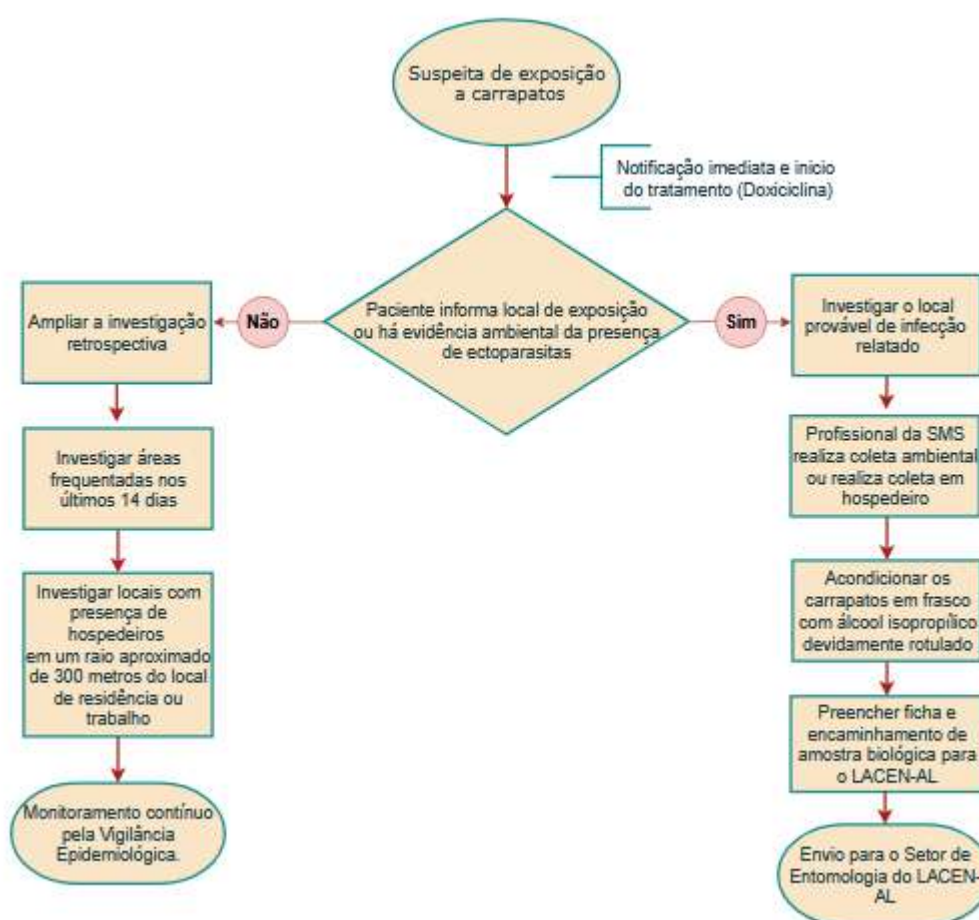 Suspeita de exposição
a carrapatos
Notificação imediata e inicio
do tratamento (Doxiciclina)
Paciente informa local de exposição
ou há evidência ambiental da presença
de ectoparasitas
Não
Sim
Ampliar a investigação
retrospectiva
Investigar áreas
frequentadas nos
últimos 14 dias
Investigar locais com
presença de
hospedeiros
em um raio aproximado
de 300 metros do local
de residência ou
trabalho
Monitoramento contínuo
pela Vigilância
Epidemiológica.
Investigar o local
provável de infecção
relatado
Profissional da SMS
realiza coleta ambiental
ou realiza coleta em
hospedeiro
Acondicionar os
carrapatos em frasco
com álcool isopropílico
devidamente rotulado
Preencher ficha e
encaminhamento de
amostra biológica para
o LACEN-AL
Envio para o Setor de
Entomologia do LACEN-
AL